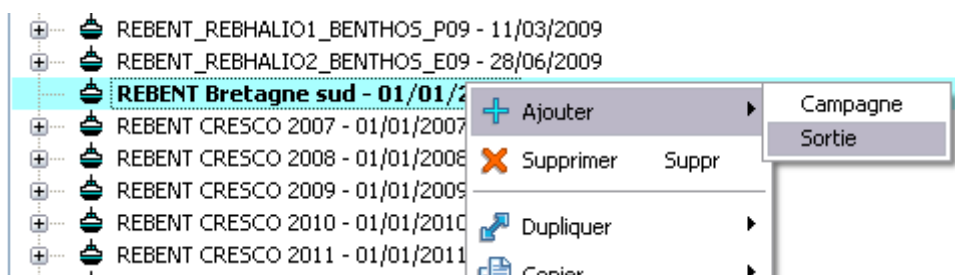 REBENT_REBHALIO1_BENTHOS_P09 - 11/03/2009
REBENT_REBHALIO2_BENTHOS_E09 - 28/06/2009
REBENT Bretagne sud - 01/01/2
REBENT CRESCO 2007 - 01/01/2007
REBENT CRESCO 2008 - 01/01/2008
REBENT CRESCO 2009 - 01/01/2009
REBENT CRESCO 2010 - 01/01/2010
REBENT CRESCO 2011 - 01/01/2011
Ajouter
Supprimer Suppr
Dupliquer
Copier
Campagne
Sortie